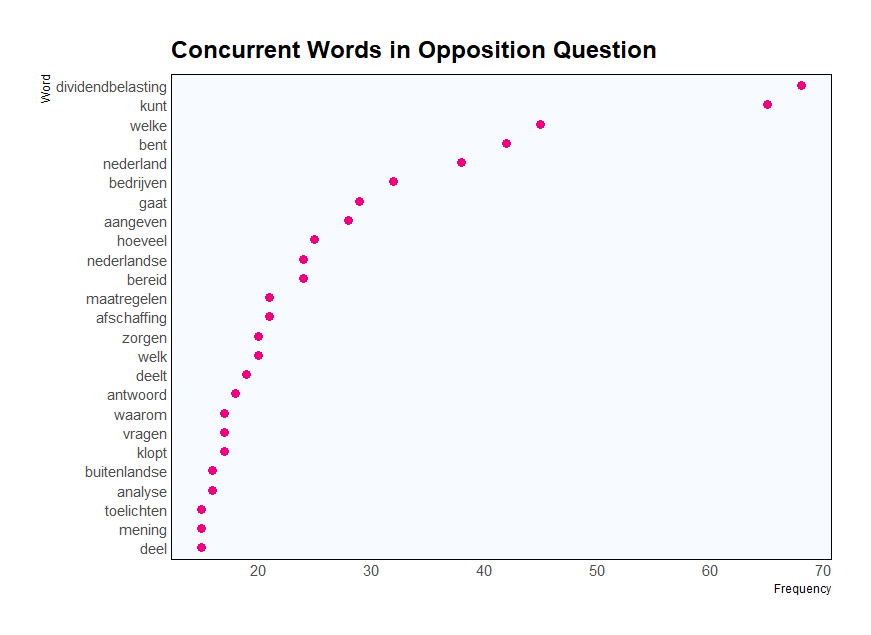 Concurrent Words in Opposition Question
Word
dividendbelasting
kunt
welke
bent
nederland
bedrijven
gaat
aangeven
hoeveel
nederlandse
bereid
maatregelen
afschaffing
zorgen
welk
deelt
antwoord
waarom
vragen
klopt
buitenlandse
analyse
toelichten
mening
deel
20 30 40 50 60 70
Frequency